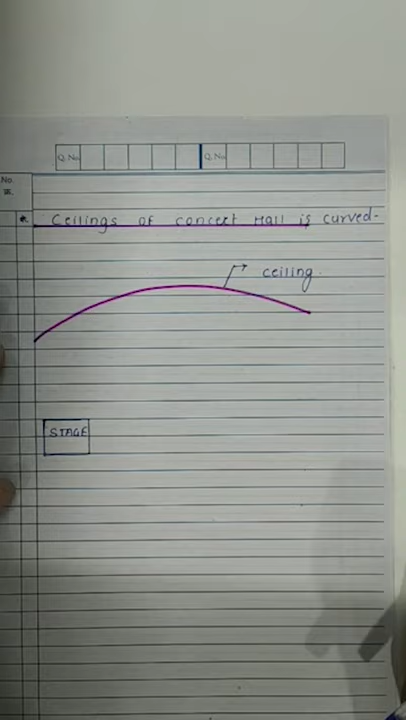 Q. No. Q. No.
No.
* Ceilings of concert Hall is curved.
ceiling.
STAGE